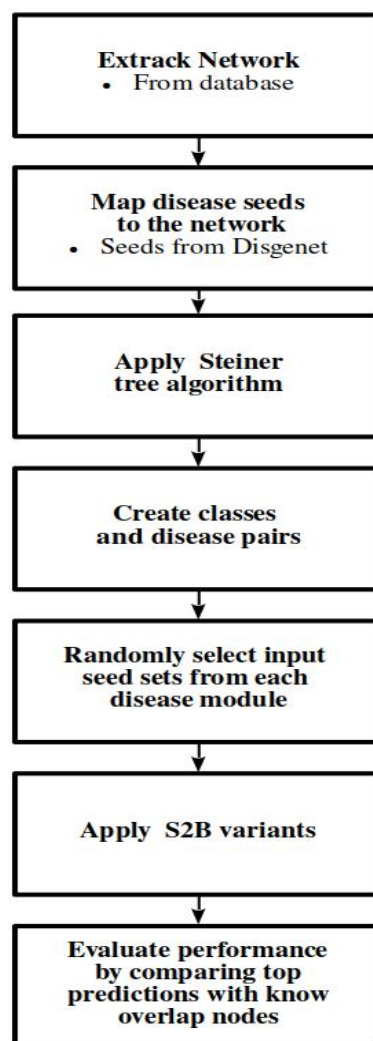 Extrack Network
• From database
Map disease seeds
to the network
• Seeds from Disgenet
Apply Steiner
tree algorithm
Create classes
and disease pairs
Randomly select input
seed sets from each
disease module
Apply S2B variants
Evaluate performance
by comparing top
predictions with know
overlap nodes